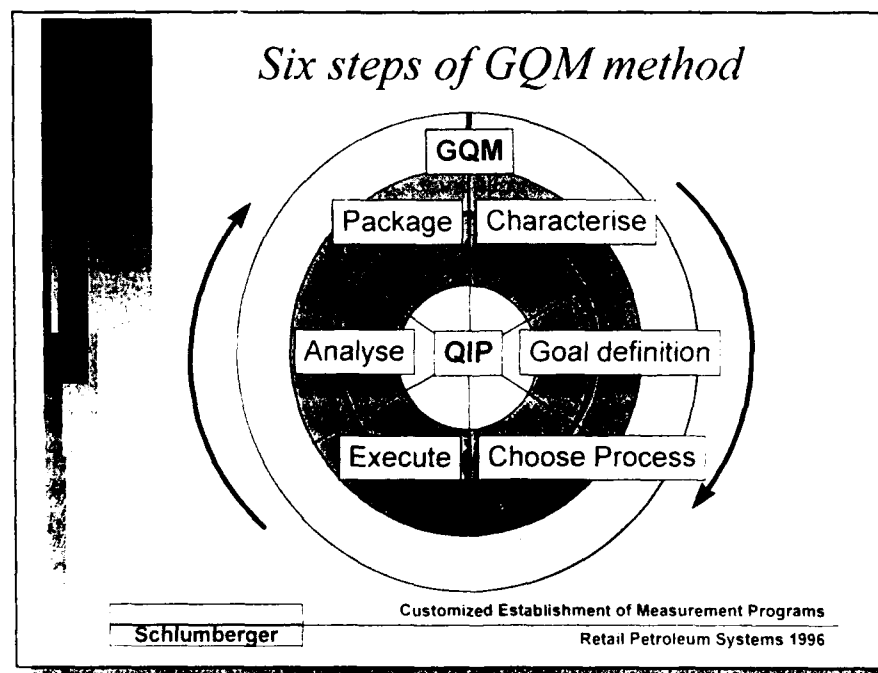 Six steps of GQM method
GQM
Package Characterise
Analyse QIP Goal definition
Execute Choose Process
Customized Establishment of Measurement Programs
Schlumberger
Retail Petroleum Systems 1996